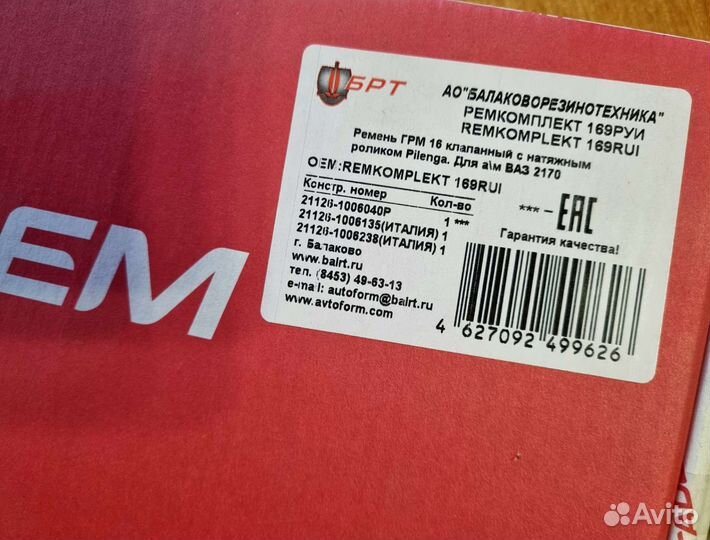 БРТ
АО"БАЛАКОВОРЕЗИНОТЕХНИКА"
РЕМКОМПЛЕКТ 169РУИ
REMKOMPLEKT 169RUI
Ремень ГРМ 16 клапанный с натяжным
роликом Pilenga. Для а\м ВАЗ 2170
OEM:REMKOMPLEKT 169RUI
Констр. номер Кол-во
21126-1006040Р 1 ***
21126-1006135(ИТАЛИЯ) 1
21126-1006238(ИТАЛИЯ) 1
г. Балаково
www.balrt.ru
тел. (8453) 49-63-13
e-mail: autoform@balrt.ru
www.avtoform.com
***- EAC
Гарантия качества!
4 627092 499626
EM
Avito